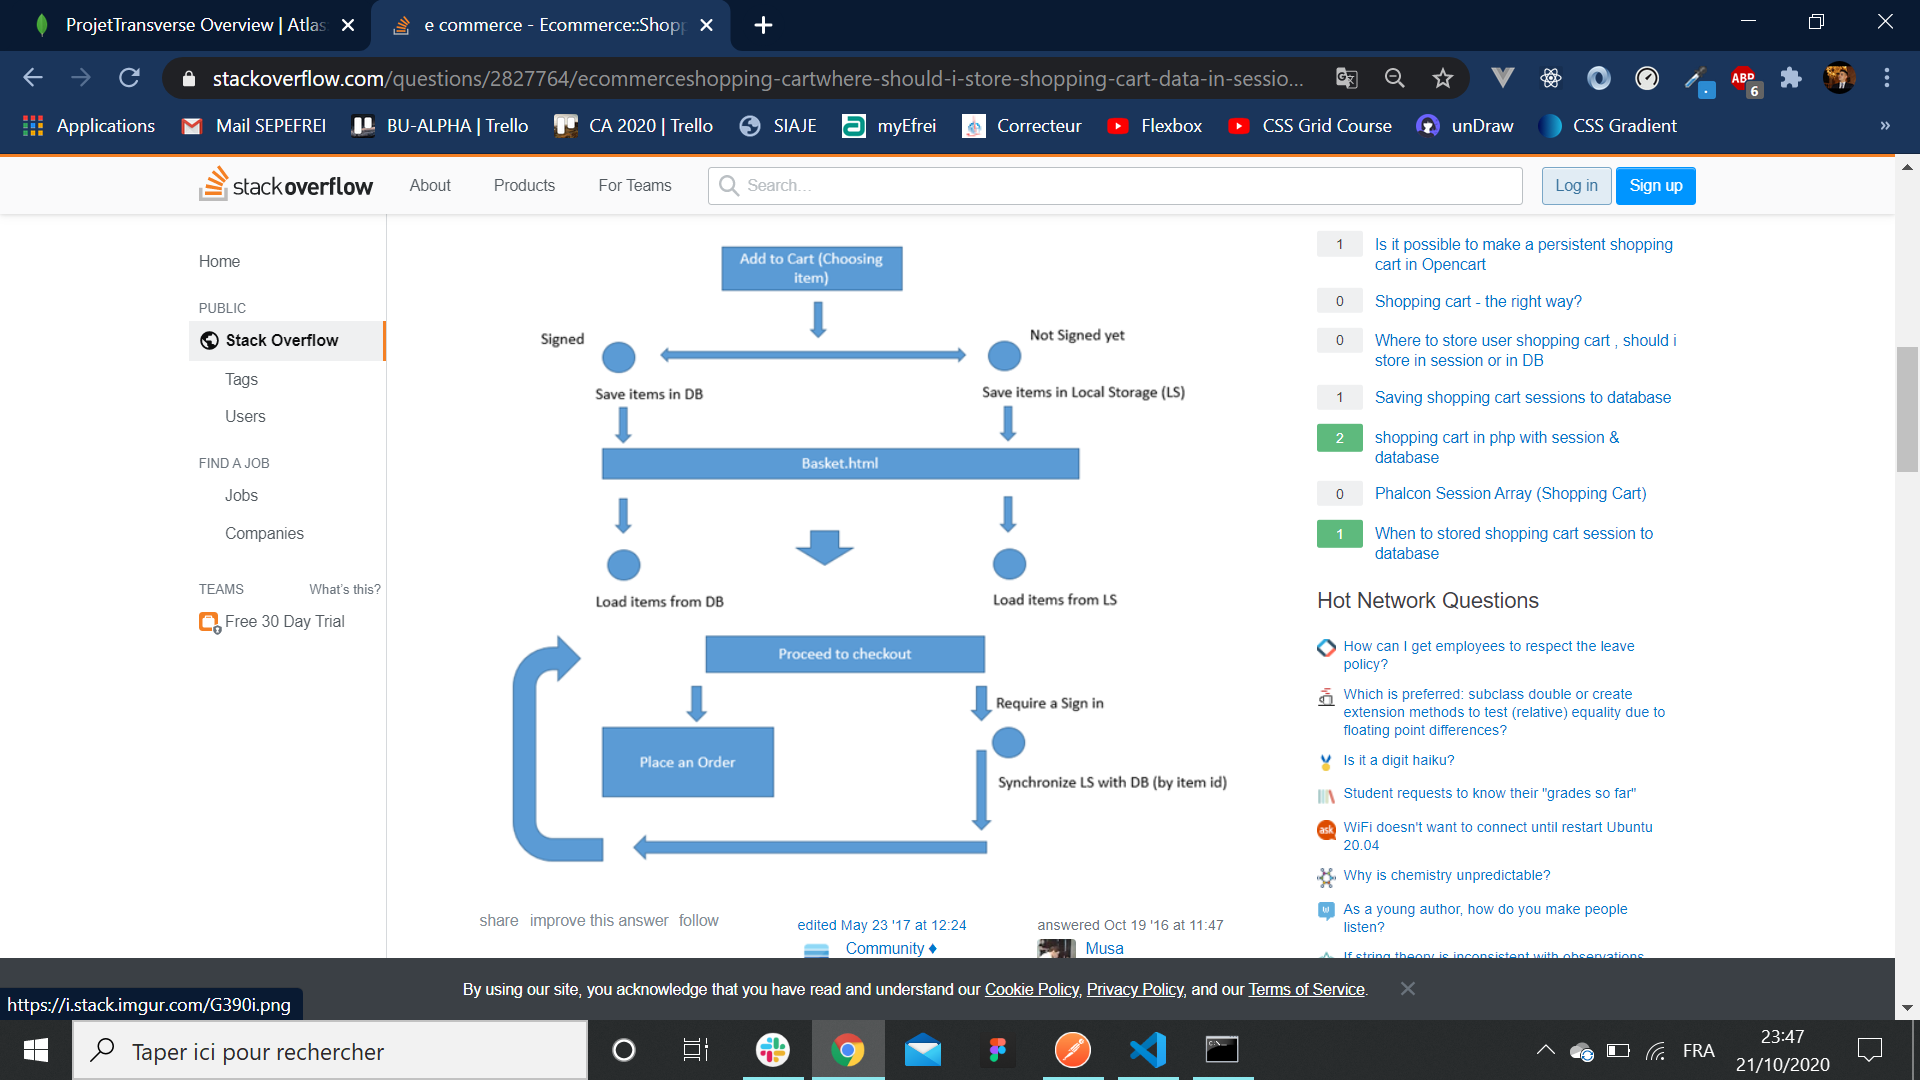 ProjetTransverse Overview | Atlas
e commerce - Ecommerce::Shopp
stackoverflow.com/questions/2827764/ecommerceshopping-cartwhere-should-i-store-shopping-cart-data-in-sessio...
ABP
6
Applications
Mail SEPEFREI
BU-ALPHA | Trello
CA 2020 | Trello
SIAJE
myEfrei
Correcteur
Flexbox
CSS Grid Course
unDraw
CSS Gradient
»
stackoverflow
About
Products
For Teams
Search...
Log in
Sign up
Home
PUBLIC
Stack Overflow
Tags
Users
FIND A JOB
Jobs
Companies
TEAMS
What's this?
Free 30 Day Trial
Add to Cart (Choosing
item)
Signed
Not Signed yet
Save items in DB
Save items in Local Storage (LS)
Basket.html
Load items from DB
Load items from LS
Proceed to checkout
Require a Sign in
Place an Order
Synchronize LS with DB (by item id)
share improve this answer follow
edited May 23 '17 at 12:24
Community ♦
answered Oct 19 '16 at 11:47
Musa
1
Is it possible to make a persistent shopping
cart in Opencart
0
Shopping cart - the right way?
0
Where to store user shopping cart , should i
store in session or in DB
1
Saving shopping cart sessions to database
2
shopping cart in php with session &
database
0
Phalcon Session Array (Shopping Cart)
1
When to stored shopping cart session to
database
Hot Network Questions
How can I get employees to respect the leave
policy?
Which is preferred: subclass double or create
extension methods to test (relative) equality due to
floating point differences?
Is it a digit haiku?
Student requests to know their "grades so far"
ask
WiFi doesn't want to connect until restart Ubuntu
20.04
Why is chemistry unpredictable?
As a young author, how do you make people
listen?
If string theory is inconsistent with observations
By using our site, you acknowledge that you have read and understand our Cookie Policy, Privacy Policy, and our Terms of Service.
https://i.stack.imgur.com/G390i.png
Taper ici pour rechercher
FRA
23:47
21/10/2020